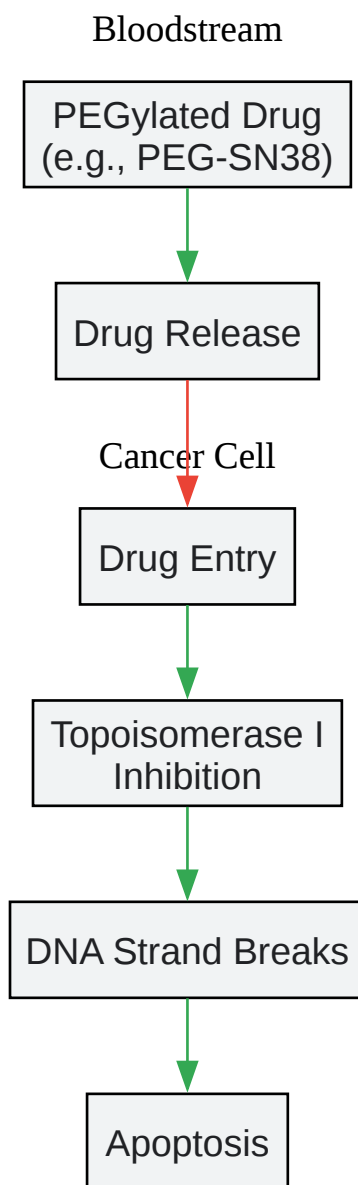 Bloodstream
PEGylated Drug
(e.g., PEG-SN38)
Drug Release
Cancer Cell
Drug Entry
Topoisomerase I
Inhibition
DNA Strand Breaks
Apoptosis